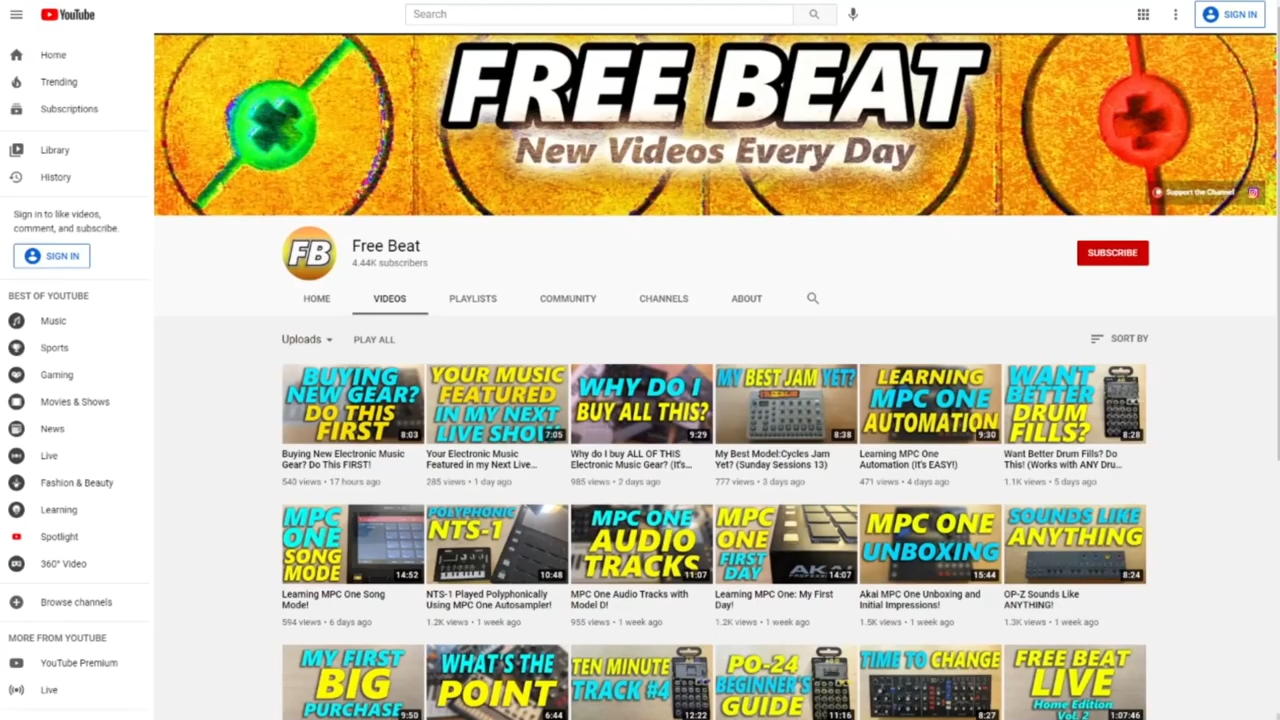 YouTube
Search
SIGN IN
Home
Trending
Subscriptions
Library
History
Sign in to like videos,
comment, and subscribe.
SIGN IN
BEST OF YOUTUBE
Music
Sports
Gaming
Movies & Shows
News
Live
Fashion & Beauty
Learning
Spotlight
360° Video
Browse channels
MORE FROM YOUTUBE
YouTube Premium
Live
FREE BEAT
New Videos Every Day
Support the Channel
FB
Free Beat
4.44K subscribers
SUBSCRIBE
HOME VIDEOS PLAYLISTS COMMUNITY CHANNELS ABOUT
Uploads PLAY ALL SORT BY
BUYING
NEW GEAR?
DO THIS
FIRST
8:03
Buying New Electronic Music
Gear? Do This FIRST!
540 views • 17 hours ago
YOUR MUSIC
FEATURED
IN MY NEXT
LIVE SHOW
7:05
Your Electronic Music
Featured in my Next Live...
285 views • 1 day ago
WHY DO I
BUY ALL THIS?
9:29
Why do I buy ALL OF THIS
Electronic Music Gear? (It's...
985 views • 2 days ago
MY BEST JAM YET?
8:38
My Best Model:Cycles Jam
Yet? (Sunday Sessions 13)
777 views • 3 days ago
LEARNING
MPC ONE
AUTOMATION
9:30
Learning MPC One
Automation (It's EASY!)
471 views • 4 days ago
WANT
BETTER
DRUM
FILLS?
8:28
Want Better Drum Fills? Do
This! (Works with ANY Dru...
1.1K views • 5 days ago
MPC
ONE
SONG
MODE
14:52
Learning MPC One Song
Mode!
594 views • 6 days ago
POLYPHONIC
NTS-1
10:48
NTS-1 Played Polyphonically
Using MPC One Autosampler!
1.2K views • 1 week ago
MPC ONE
AUDIO
TRACKS
11:07
MPC One Audio Tracks with
Model D!
955 views • 1 week ago
MPC
ONE
FIRST
DAY
AKAI
14:07
Learning MPC One: My First
Day!
1.2K views • 1 week ago
MPC ONE
UNBOXING
15:44
Akai MPC One Unboxing and
Initial Impressions!
1.5K views • 1 week ago
SOUNDS LIKE
ANYTHING
8:24
OP-Z Sounds Like
ANYTHING!
1.3K views • 1 week ago
MY FIRST
BIG
PURCHASE
9:50
WHAT'S THE
POINT
6:44
TEN MINUTE
TRACK #4
12:22
PO-24
BEGINNER'S
GUIDE
11:16
TIME TO CHANGE
8:27
FREE BEAT
LIVE
Home Edition
Vol. 2
1:07:46